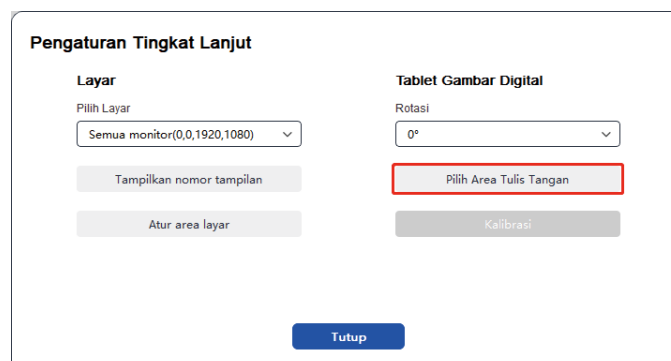 Pengaturan Tingkat Lanjut
Layar
Pilih Layar
Semua monitor(0,0,1920,1080)
Tampilkan nomor tampilan
Atur area layar
Tablet Gambar Digital
Rotasi
0°
Pilih Area Tulis Tangan
Kalibrasi
Tutup